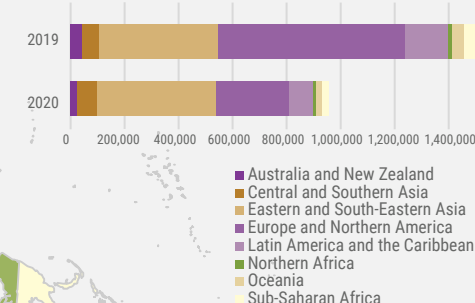 2019
2020
0 200,000 400,000 600,000 800,000 1,000,000 1,200,000 1,400,000
Australia and New Zealand
Central and Southern Asia
Eastern and South-Eastern Asia
Europe and Northern America
Latin America and the Caribbean
Northern Africa
Oceania
Sub-Saharan Africa